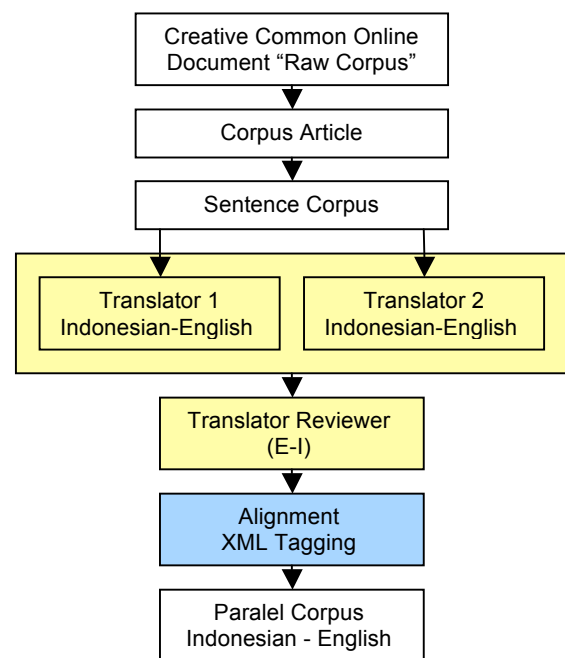 Creative Common Online
Document “Raw Corpus”
Corpus Article
Sentence Corpus
Translator 1
Indonesian-English
Translator 2
Indonesian-English
Translator Reviewer
(E-I)
Alignment
XML Tagging
Paralel Corpus
Indonesian - English